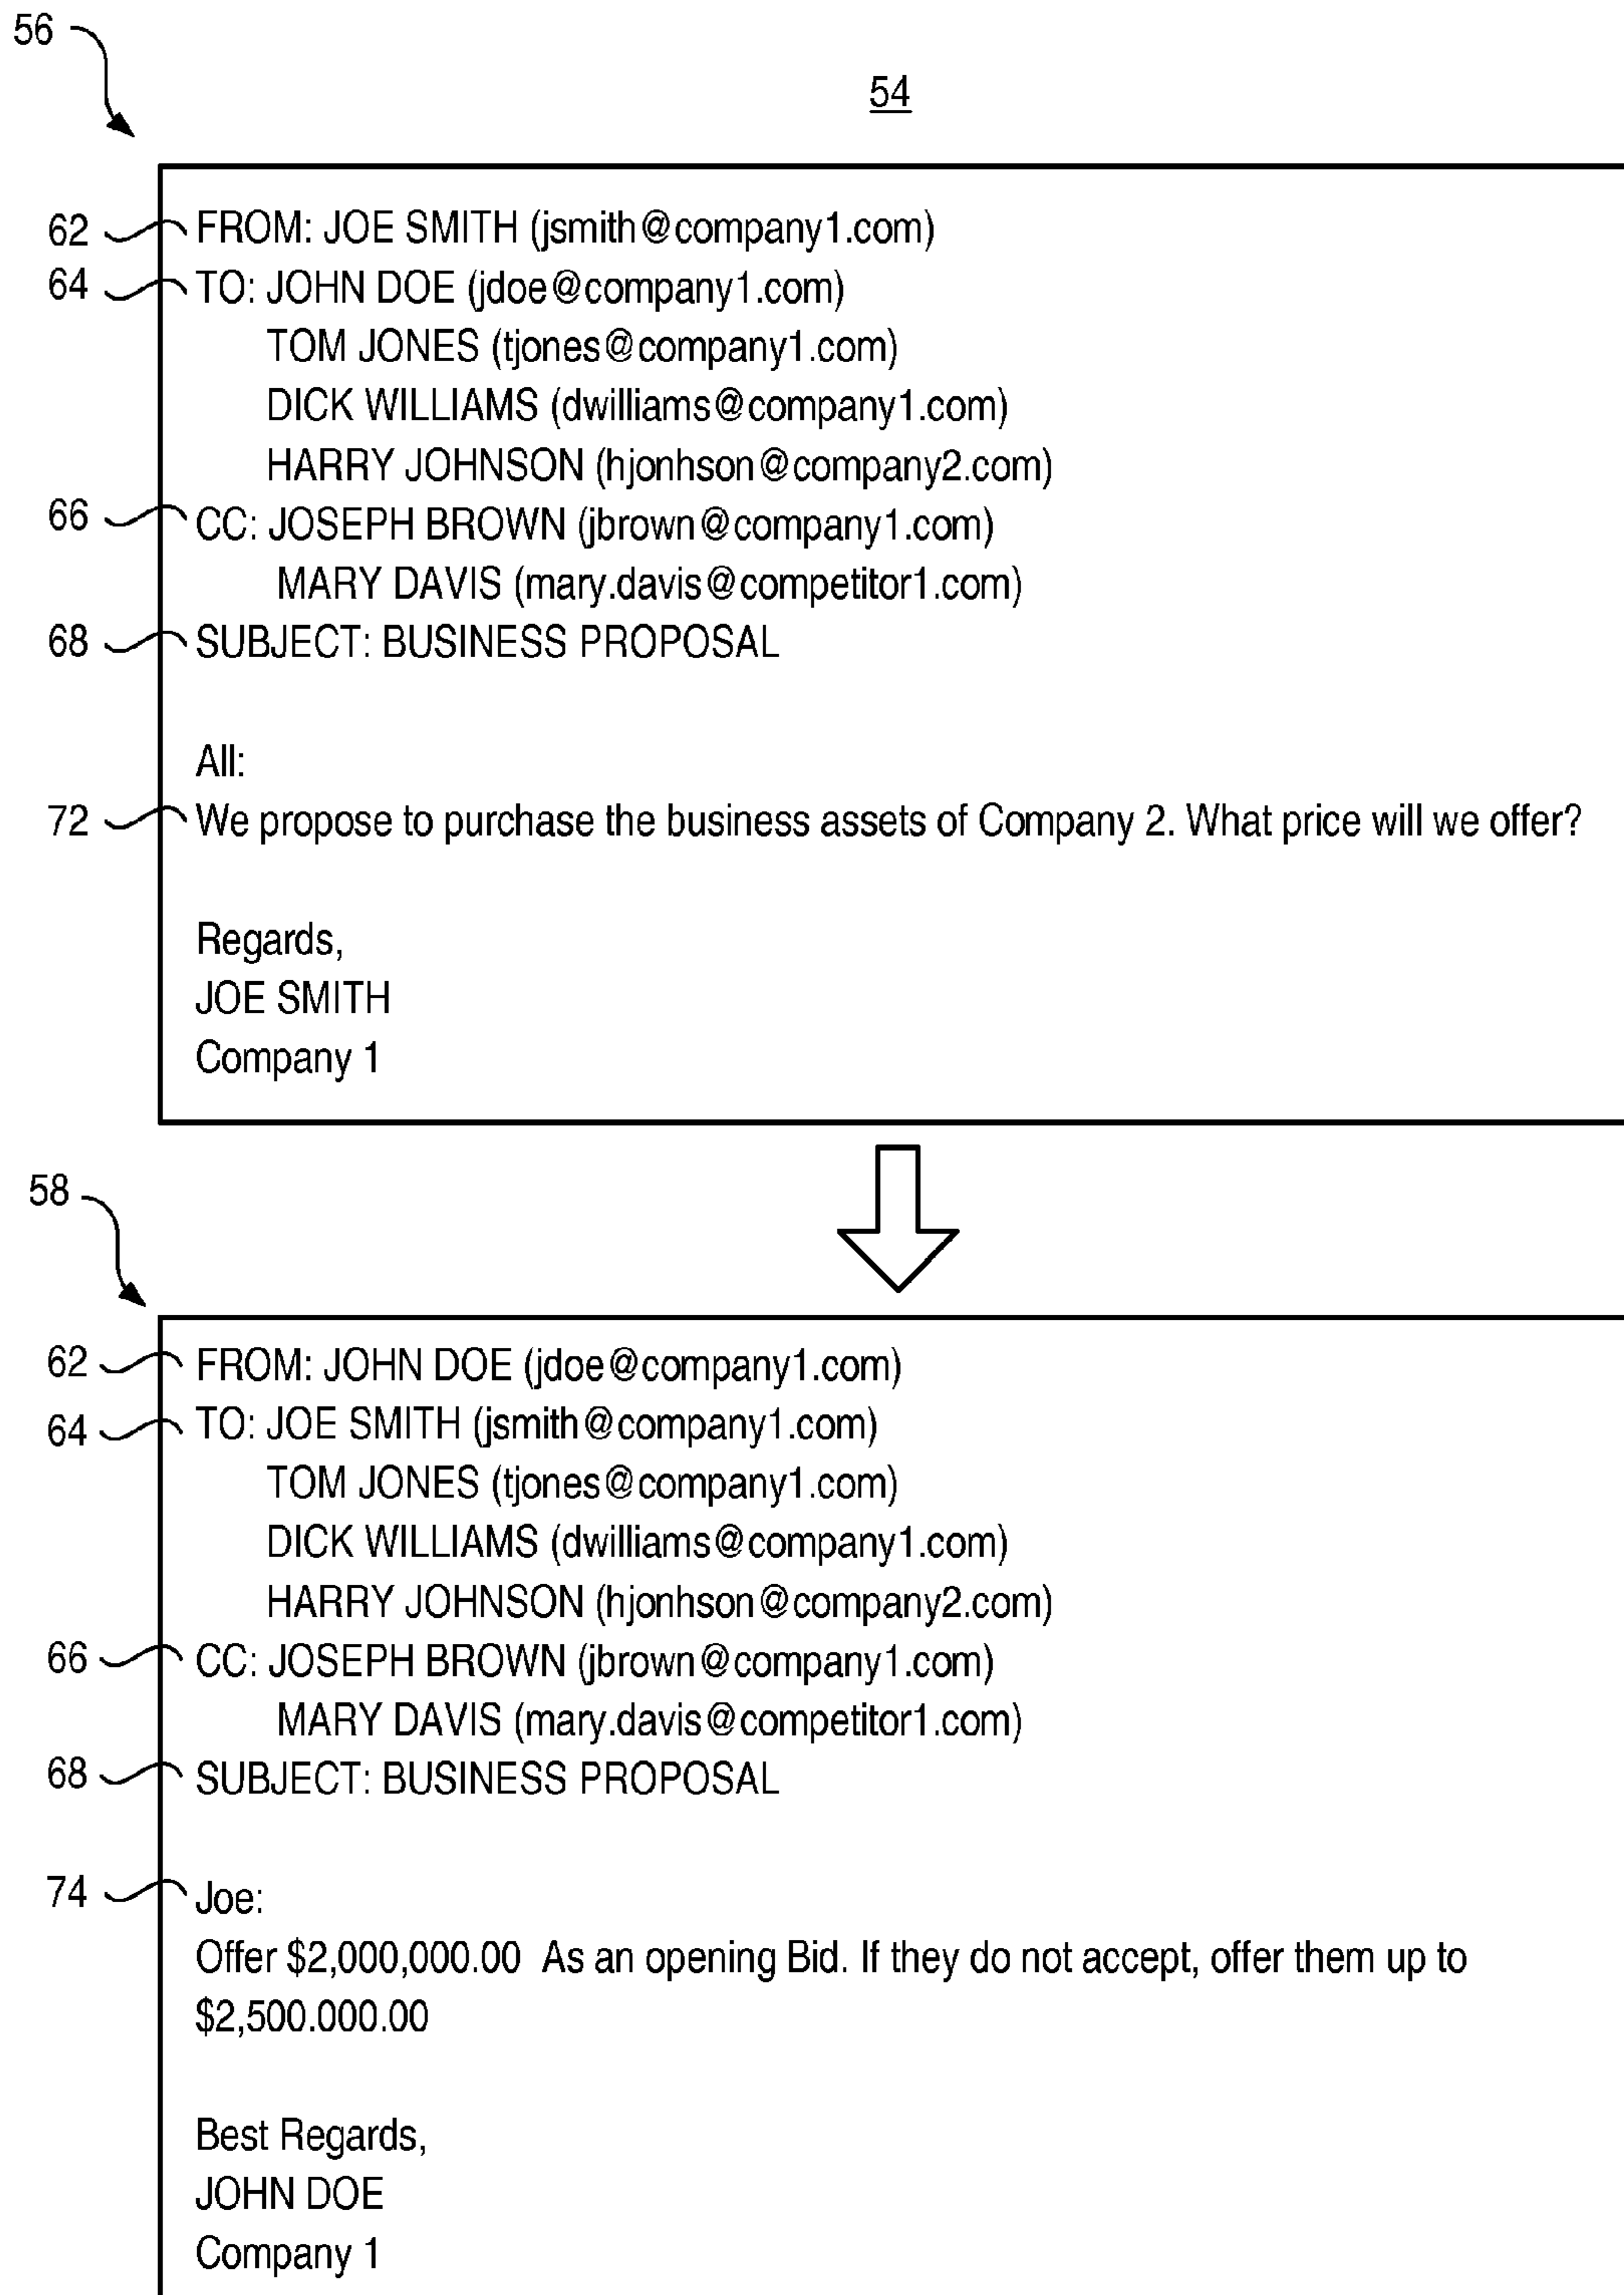 56
54
62 FROM: JOE SMITH (jsmith@company1.com)
64 TO: JOHN DOE (jdoe@company1.com)
TOM JONES (tjones@company1.com)
DICK WILLIAMS (dwilliams@company1.com)
HARRY JOHNSON (hjonhson@company2.com)
66 CC: JOSEPH BROWN (jbrown@company1.com)
MARY DAVIS (mary.davis@competitor1.com)
68 SUBJECT: BUSINESS PROPOSAL
All:
72 We propose to purchase the business assets of Company 2. What price will we offer?
Regards,
JOE SMITH
Company 1
58
62 FROM: JOHN DOE (jdoe@company1.com)
64 TO: JOE SMITH (jsmith@company1.com)
TOM JONES (tjones@company1.com)
DICK WILLIAMS (dwilliams@company1.com)
HARRY JOHNSON (hjonhson@company2.com)
66 CC: JOSEPH BROWN (jbrown@company1.com)
MARY DAVIS (mary.davis@competitor1.com)
68 SUBJECT: BUSINESS PROPOSAL
74 Joe:
Offer $2,000,000.00 As an opening Bid. If they do not accept, offer them up to
$2,500.000.00
Best Regards,
JOHN DOE
Company 1